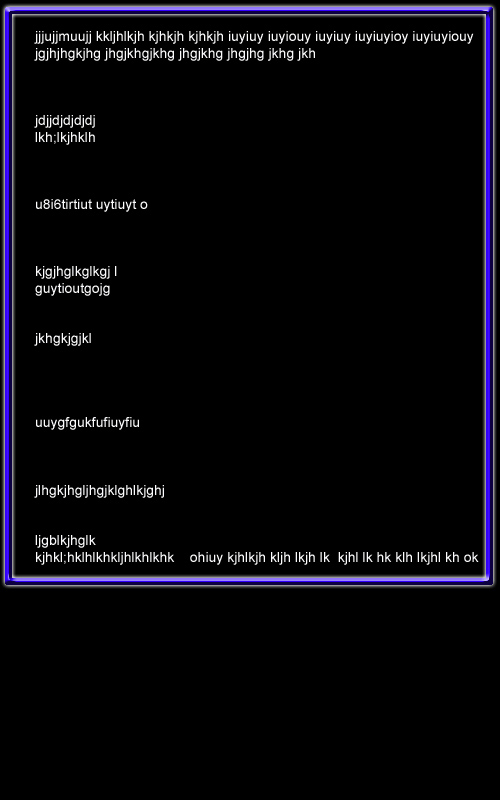 jjjujjmuujj kkljhlkjh kjhkjh kjhkjh iuyiuy iuyiouy iuyiuy iuyiuyioy iuyiuyiouy
jgjhjhgkjhg jhgjkhgjkhg jhgjkhg jhgjhg jkhg jkh
jdjjdjdjdjdj
lkh;lkjhklh
u8i6tirtiut uytiuyt o
kjgjhglkglkgj l
guytioutgojg
jkhgkjgjkl
uuygfgukfufiuyfiu
jlhgkjhgljhgjklghlkjghj
ljgblkjhglk
kjhkl;hklhlkhkljhlkhlkhk    ohiuy kjhlkjh kljh lkjh lk  kjhl lk hk klh lkjhl kh ok